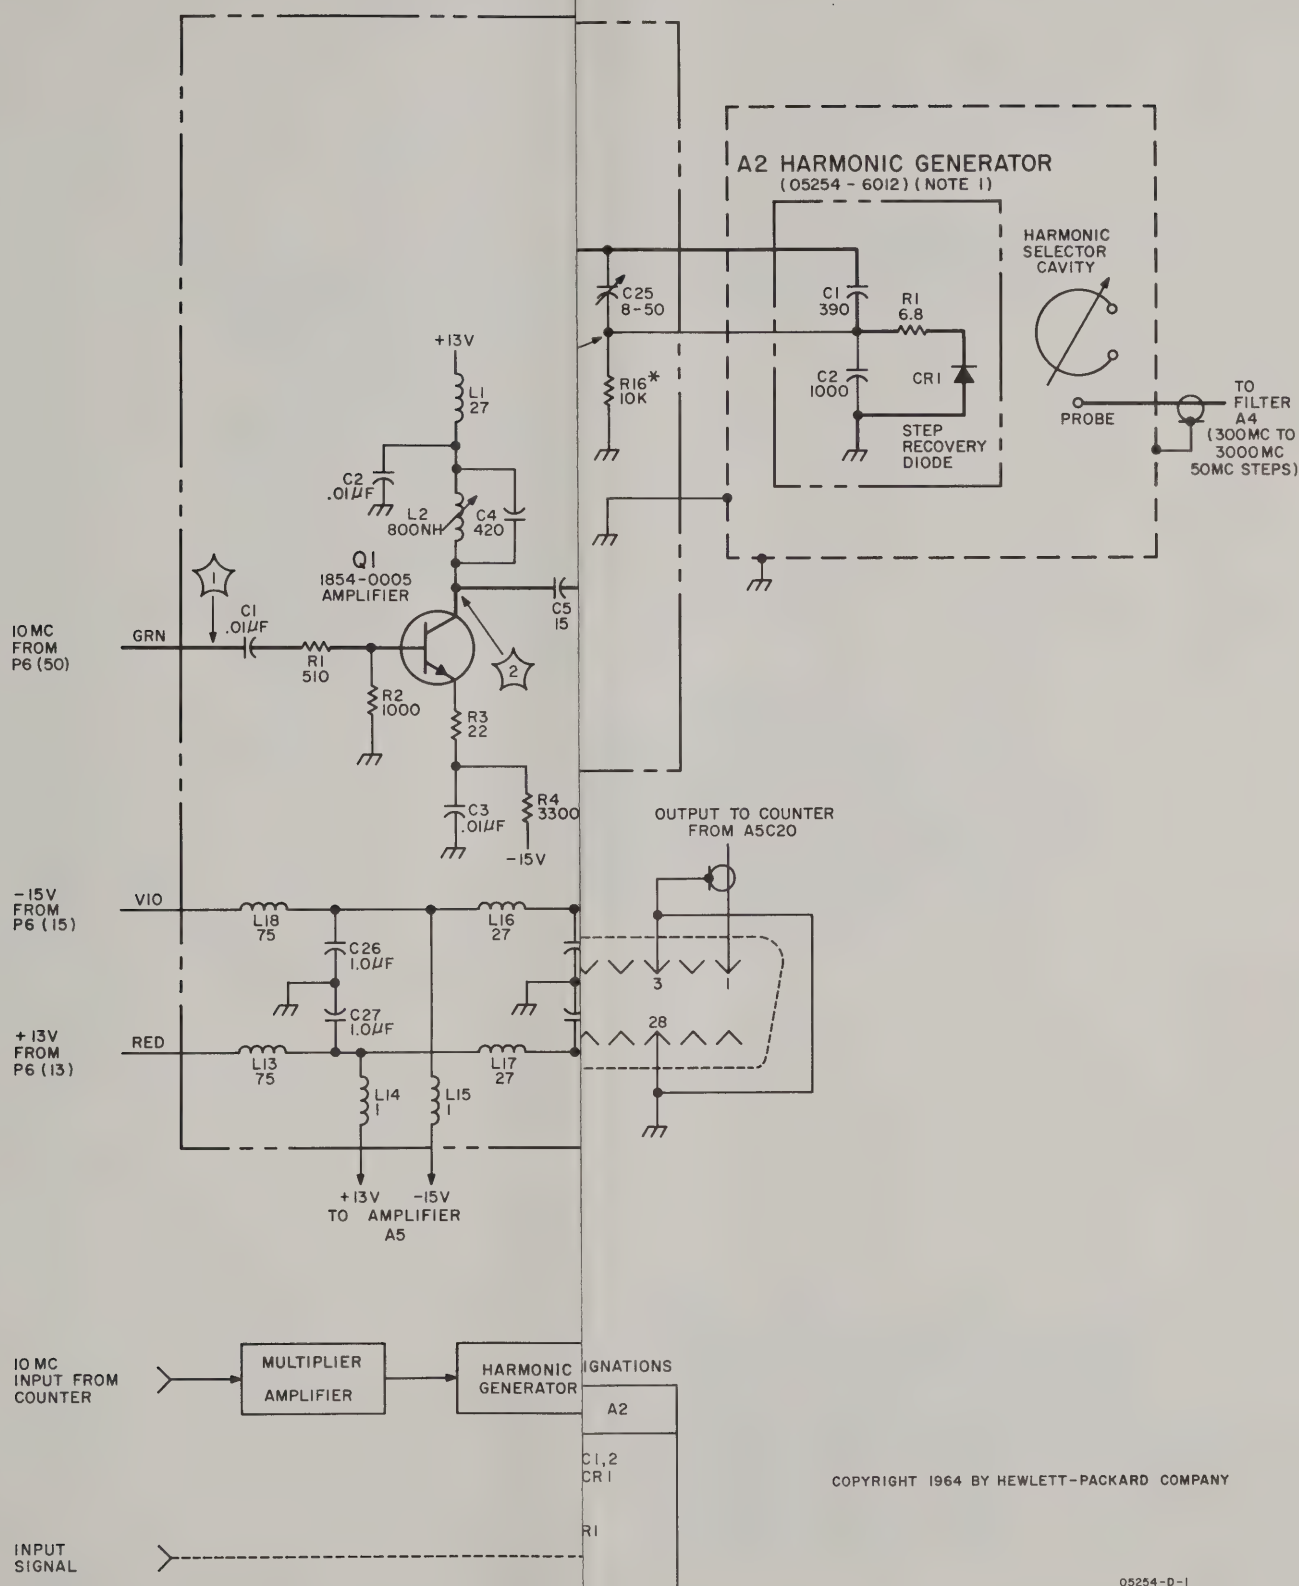 A2 HARMONIC GENERATOR
(05254-6012) (NOTE 1)
HARMONIC
SELECTOR
CAVITY
C25
8-50
C1
390
R1
6.8
+13V
L1
27
R16*
10K
C2
1000
CR1
PROBE
TO
FILTER
A4
(300MC TO
3000MC
50MC STEPS)
STEP
RECOVERY
DIODE
C2
.01µF
L2
800NH
C4
420
Q1
1854-0005
AMPLIFIER
1
C5
15
10MC
FROM
P6 (50)
GRN
C1
.01µF
R1
510
2
R2
1000
R3
22
C3
.01µF
R4
3300
-15V
OUTPUT TO COUNTER
FROM A5C20
-15V
FROM
P6 (15)
VIO
L18
75
L16
27
C26
1.0µF
3
1
28
C27
1.0µF
+13V
FROM
P6 (13)
RED
L13
75
L17
27
L14
1
L15
1
+13V
-15V
TO AMPLIFIER
A5
10 MC
INPUT FROM
COUNTER
MULTIPLIER
AMPLIFIER
HARMONIC
GENERATOR
IGNATIONS
A2
C1,2
CR1
R1
COPYRIGHT 1964 BY HEWLETT-PACKARD COMPANY
INPUT
SIGNAL
05254-D-1